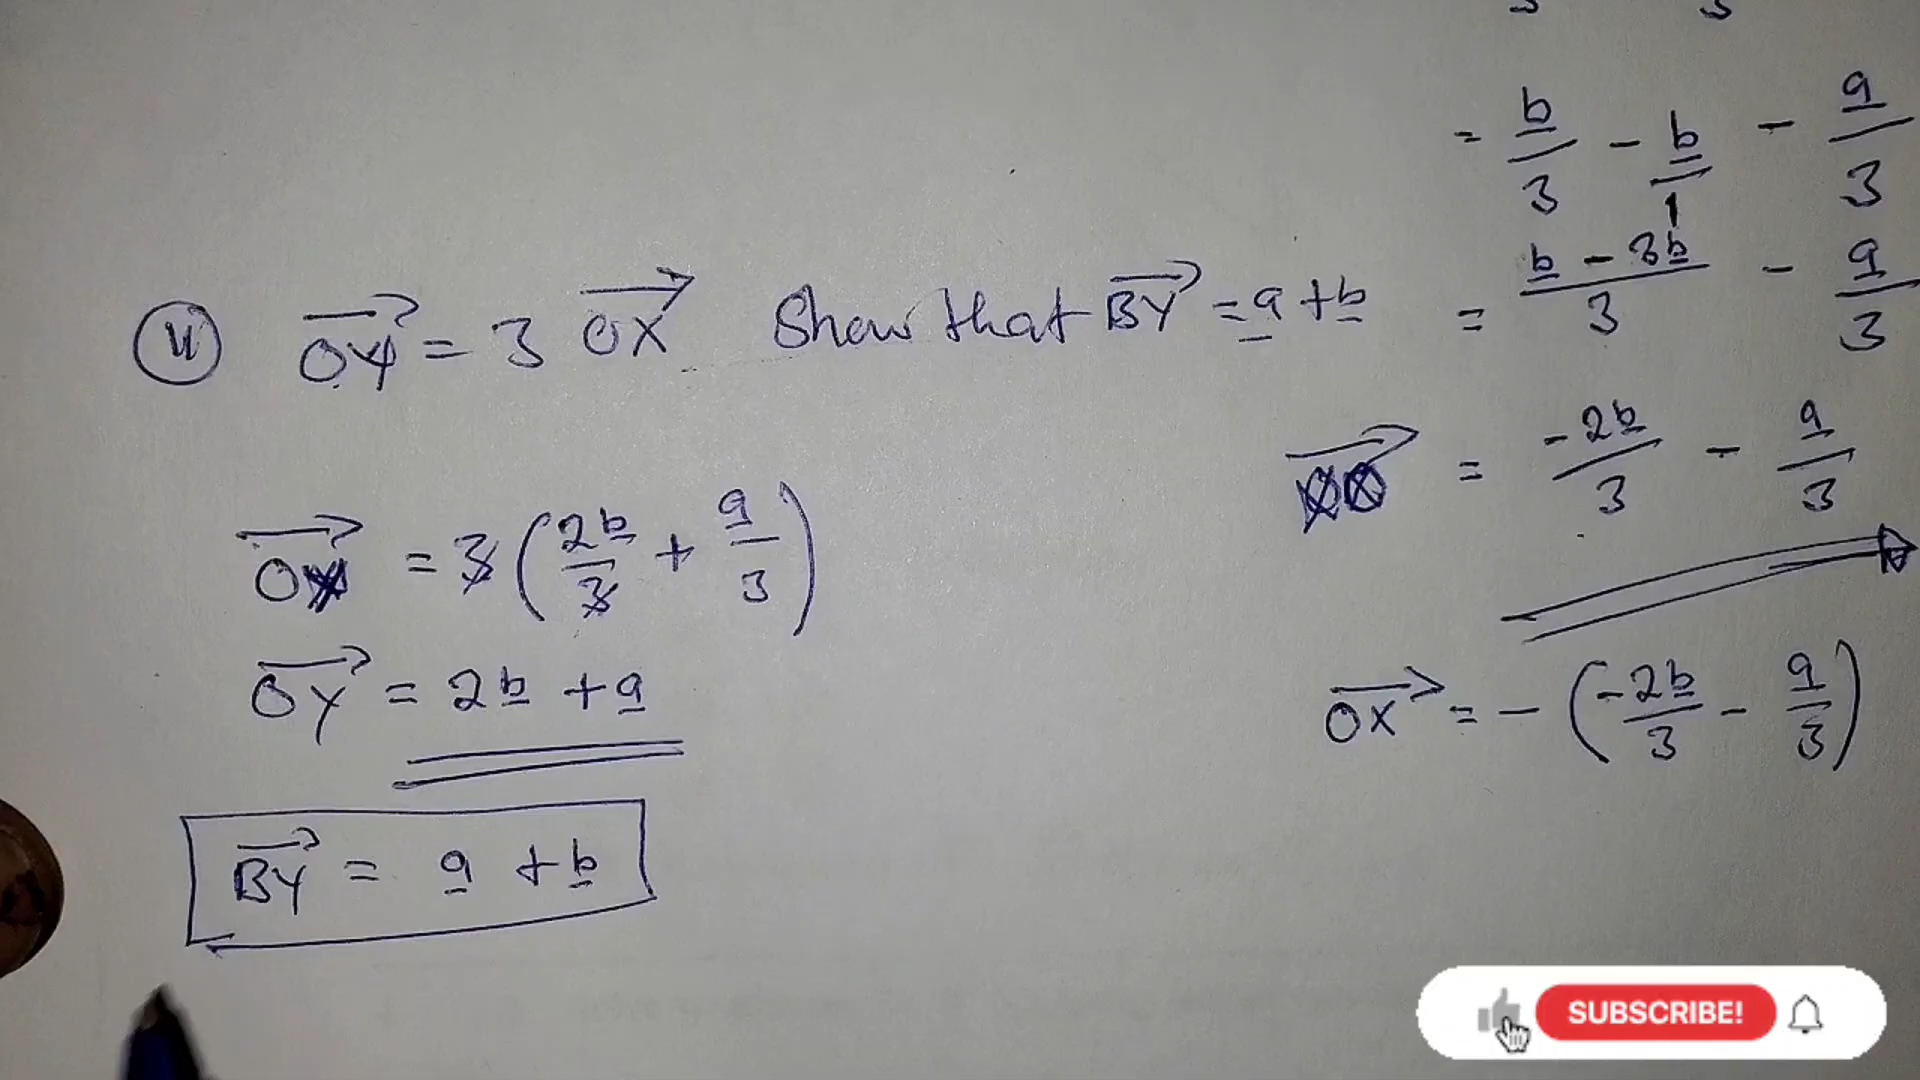 = b/3 - b/1 - a/3
(ii) OY = 3 OX Show that BY = a + b
= b - 3b/3 - a/3
= -2b/3 - a/3
OY = 3(2b/3 + a/3)
OY = 2b + a
OX = -(-2b/3 - a/3)
BY = a + b
SUBSCRIBE!